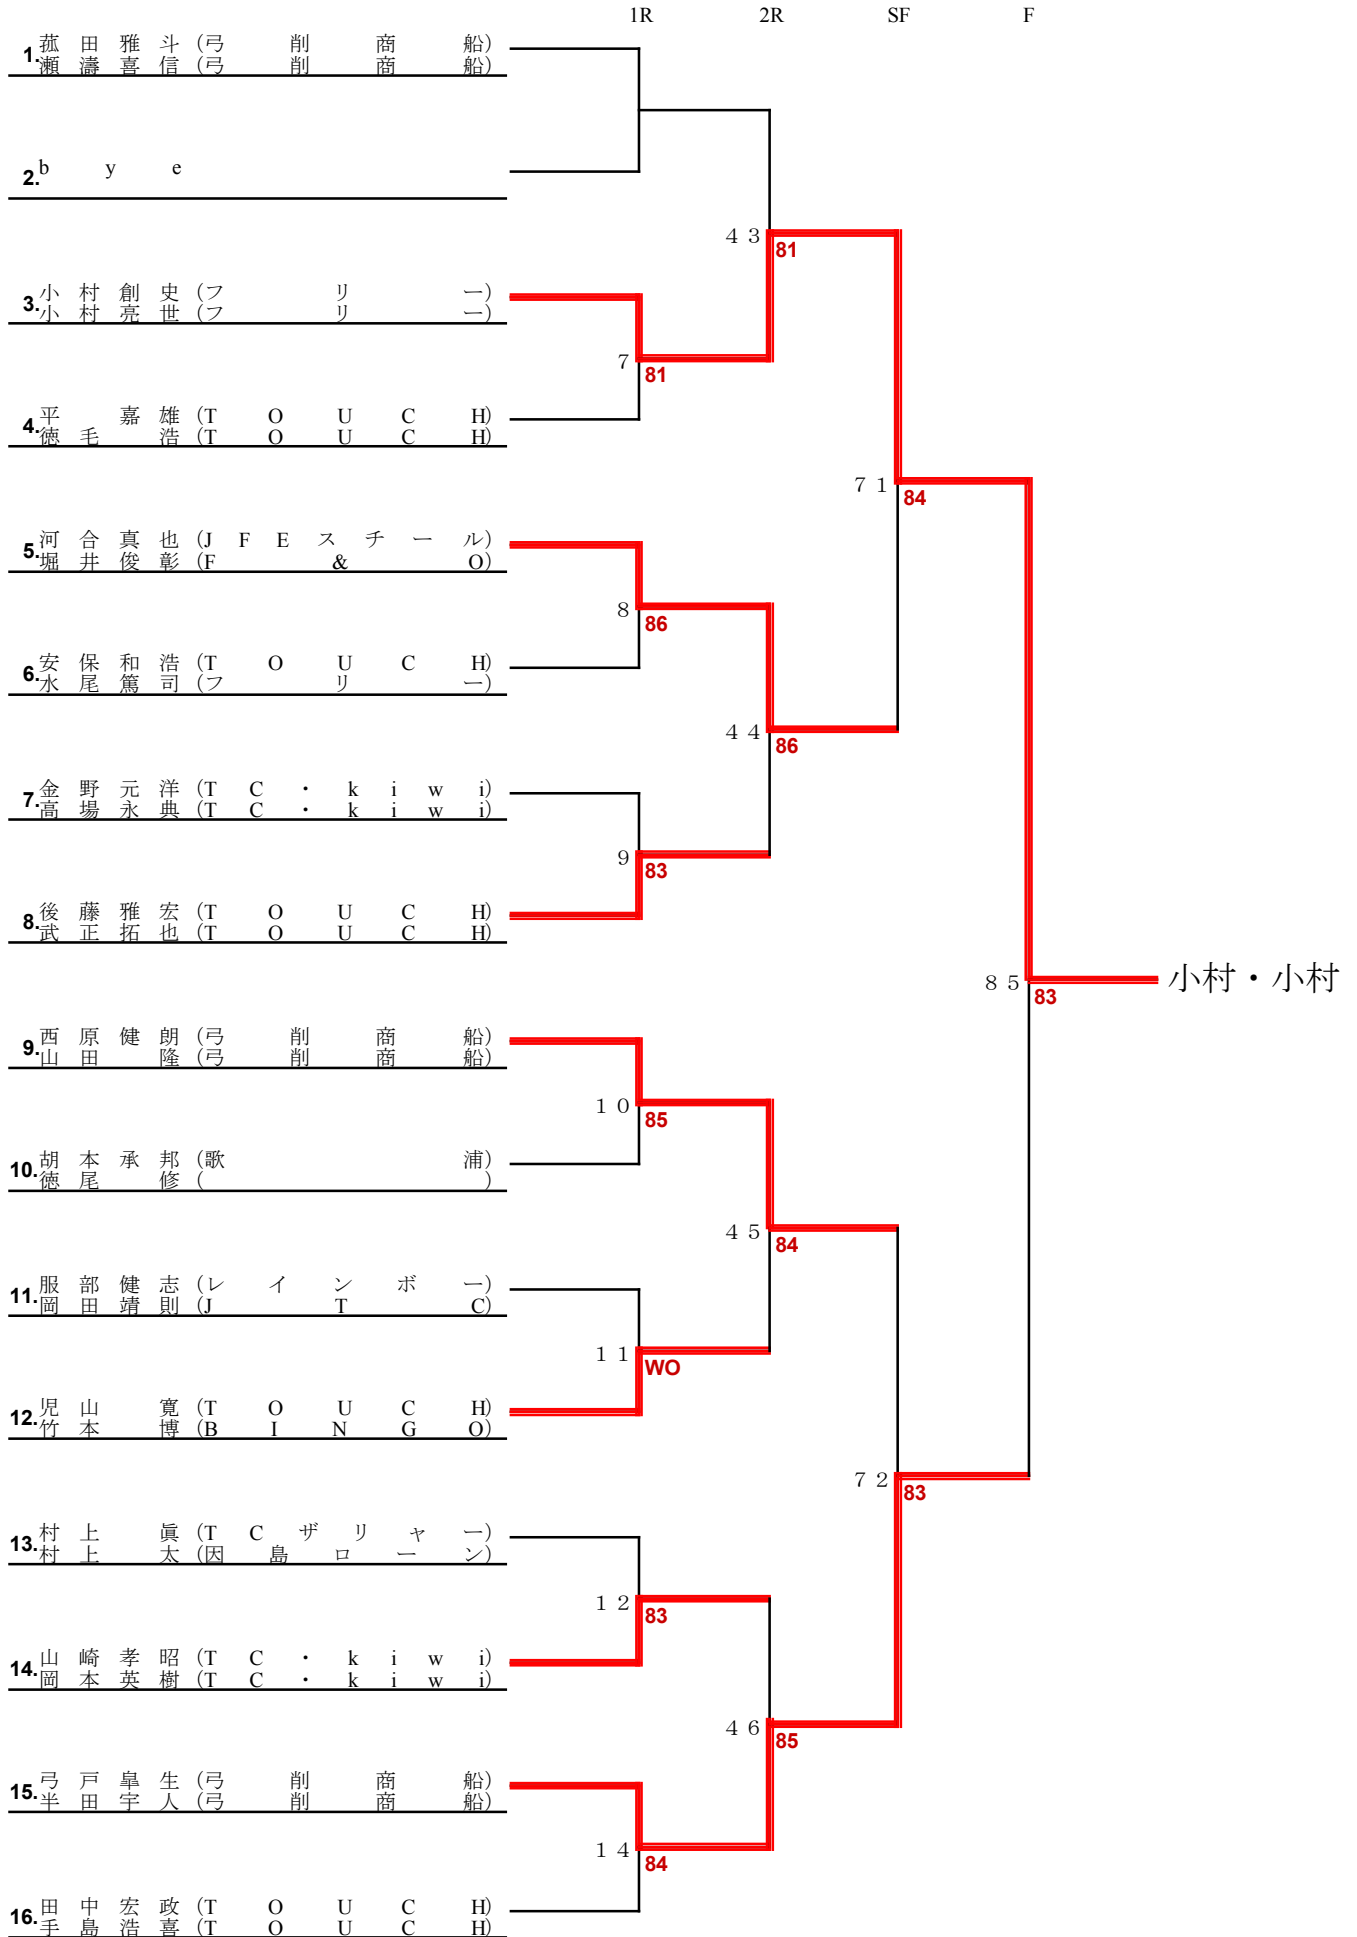 1R 2R SF F
1. 菰田雅斗(弓削商船)
瀬濤喜信(弓削商船)
2. bye
43 81
3. 小村創史(フリー)
小村亮世(フリー)
7 81
4. 平 嘉雄(TOUCH)
徳毛 浩(TOUCH)
71 84
5. 河合真也(JFEスチール)
堀井俊彰(F&O)
8 86
6. 安保和浩(TOUCH)
水尾篤司(フリー)
44 86
7. 金野元洋(TC・kiwi)
高場永典(TC・kiwi)
9 83
8. 後藤雅宏(TOUCH)
武正拓也(TOUCH)
85 83 小村・小村
9. 西原健朗(弓削商船)
山田 隆(弓削商船)
10 85
10. 胡本承邦(歌浦)
徳尾 修( )
45 84
11. 服部健志(レインボー)
岡田靖則(JTC)
11 WO
12. 児山 寛(TOUCH)
竹本 博(BINGO)
72 83
13. 村上 眞(TCザリャー)
村上 太(因島ローン)
12 83
14. 山崎孝昭(TC・kiwi)
岡本英樹(TC・kiwi)
46 85
15. 弓戸皐生(弓削商船)
半田宇人(弓削商船)
14 84
16. 田中宏政(TOUCH)
手島浩喜(TOUCH)